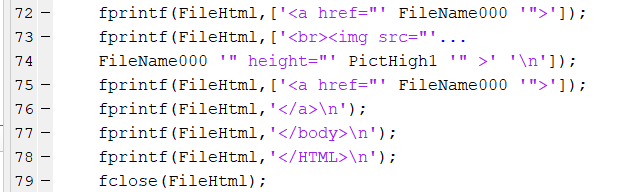 72 - fprintf(FileHtml,['<a href="' FileName000 '">']);
73 - fprintf(FileHtml,['<br><img src="'...
74 FileName000 '" height="' PictHigh1 '" >' '\n']);
75 - fprintf(FileHtml,['<a href="' FileName000 '">']);
76 - fprintf(FileHtml,'</a>\n');
77 - fprintf(FileHtml,'</body>\n');
78 - fprintf(FileHtml,'</HTML>\n');
79 - fclose(FileHtml);